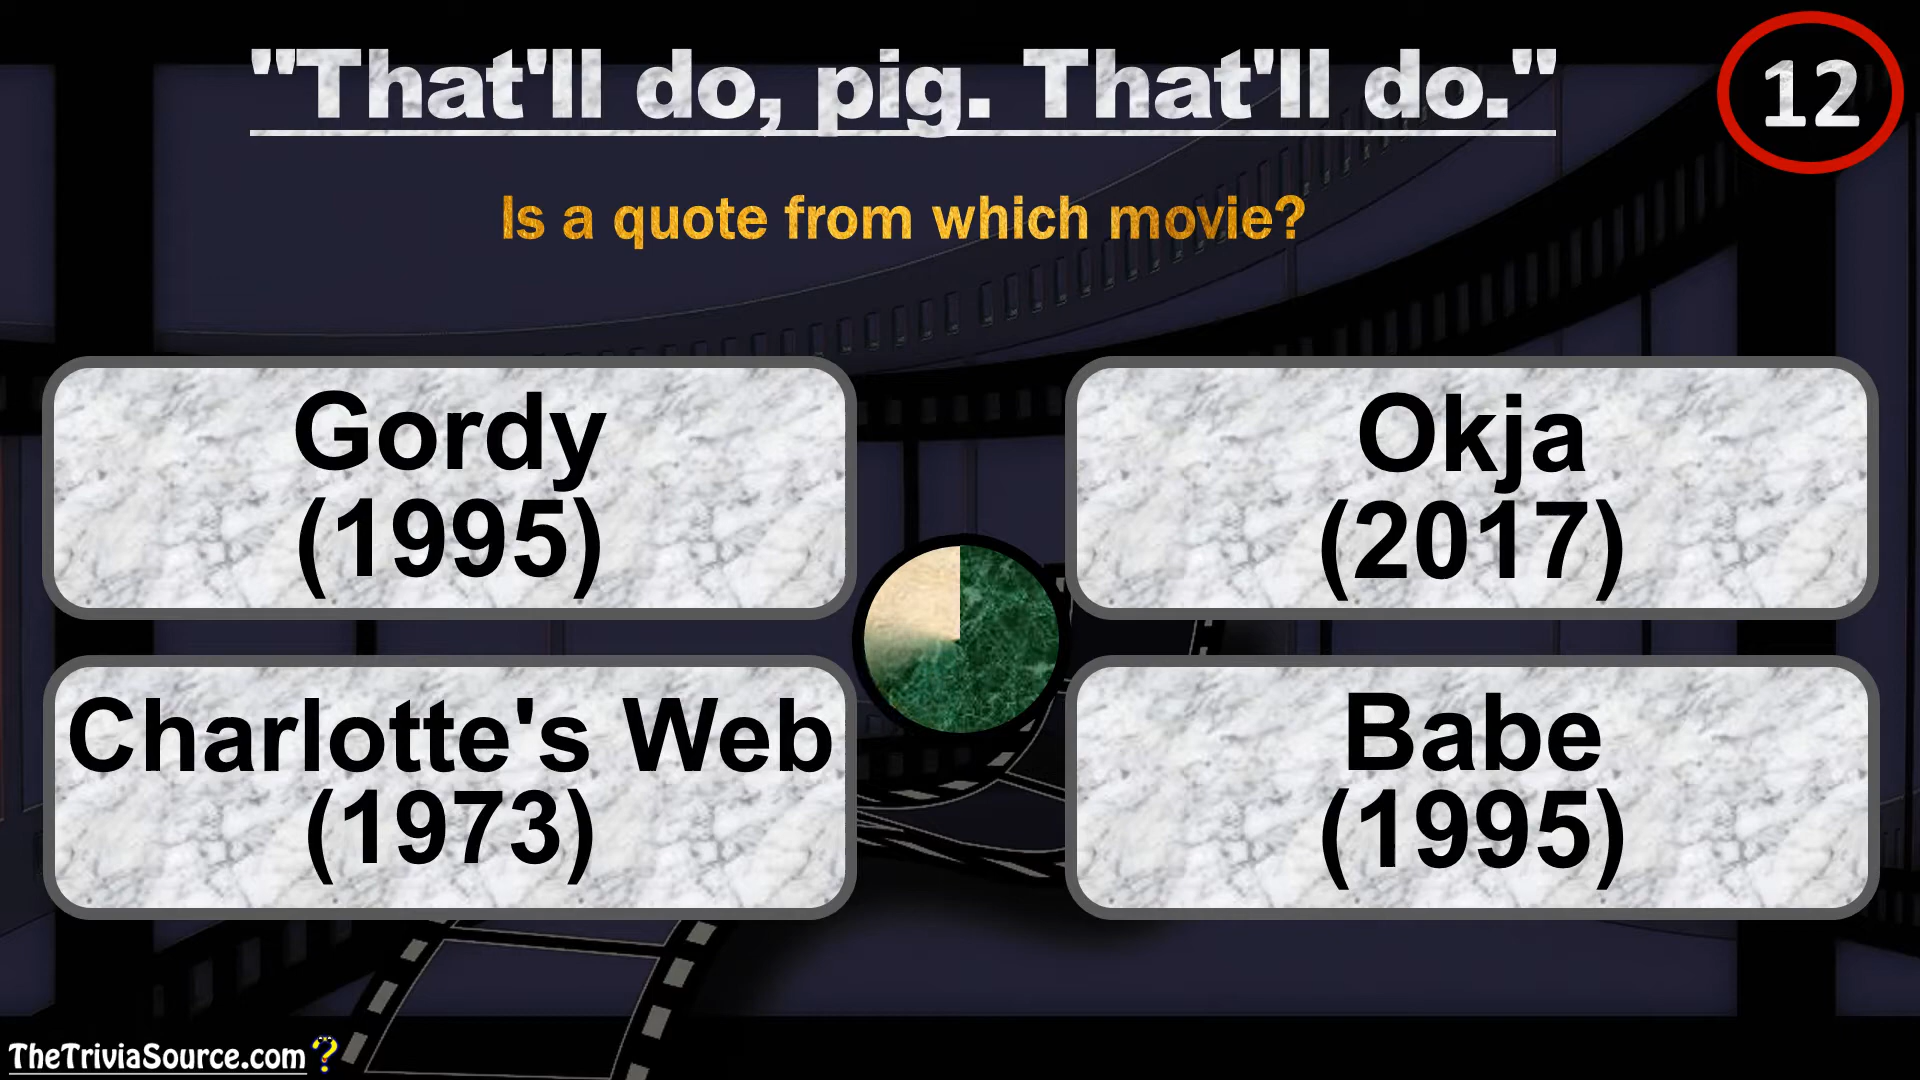 "That'll do, pig. That'll do."
12
Is a quote from which movie?
Gordy
(1995)
Okja
(2017)
Charlotte's Web
(1973)
Babe
(1995)
TheTriviaSource.com?